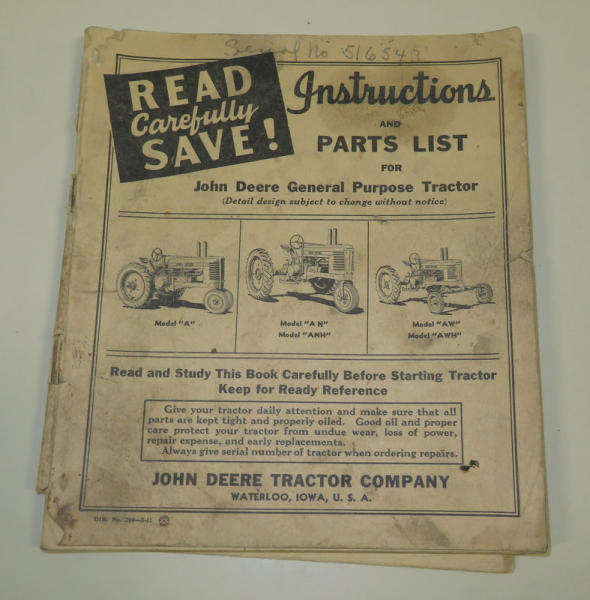 Serial No 516543
READ
Carefully
SAVE!
Instructions
AND
PARTS LIST
FOR
John Deere General Purpose Tractor
(Detail design subject to change without notice)
Model "A"
Model "AN"
Model "ANH"
Model "AW"
Model "AWH"
Read and Study This Book Carefully Before Starting Tractor
Keep for Ready Reference
Give your tractor daily attention and make sure that all
parts are kept tight and properly oiled. Good oil and proper
care protect your tractor from undue wear, loss of power,
repair expense, and early replacements.
Always give serial number of tractor when ordering repairs.
JOHN DEERE TRACTOR COMPANY
WATERLOO, IOWA, U. S. A.
DIR. No.